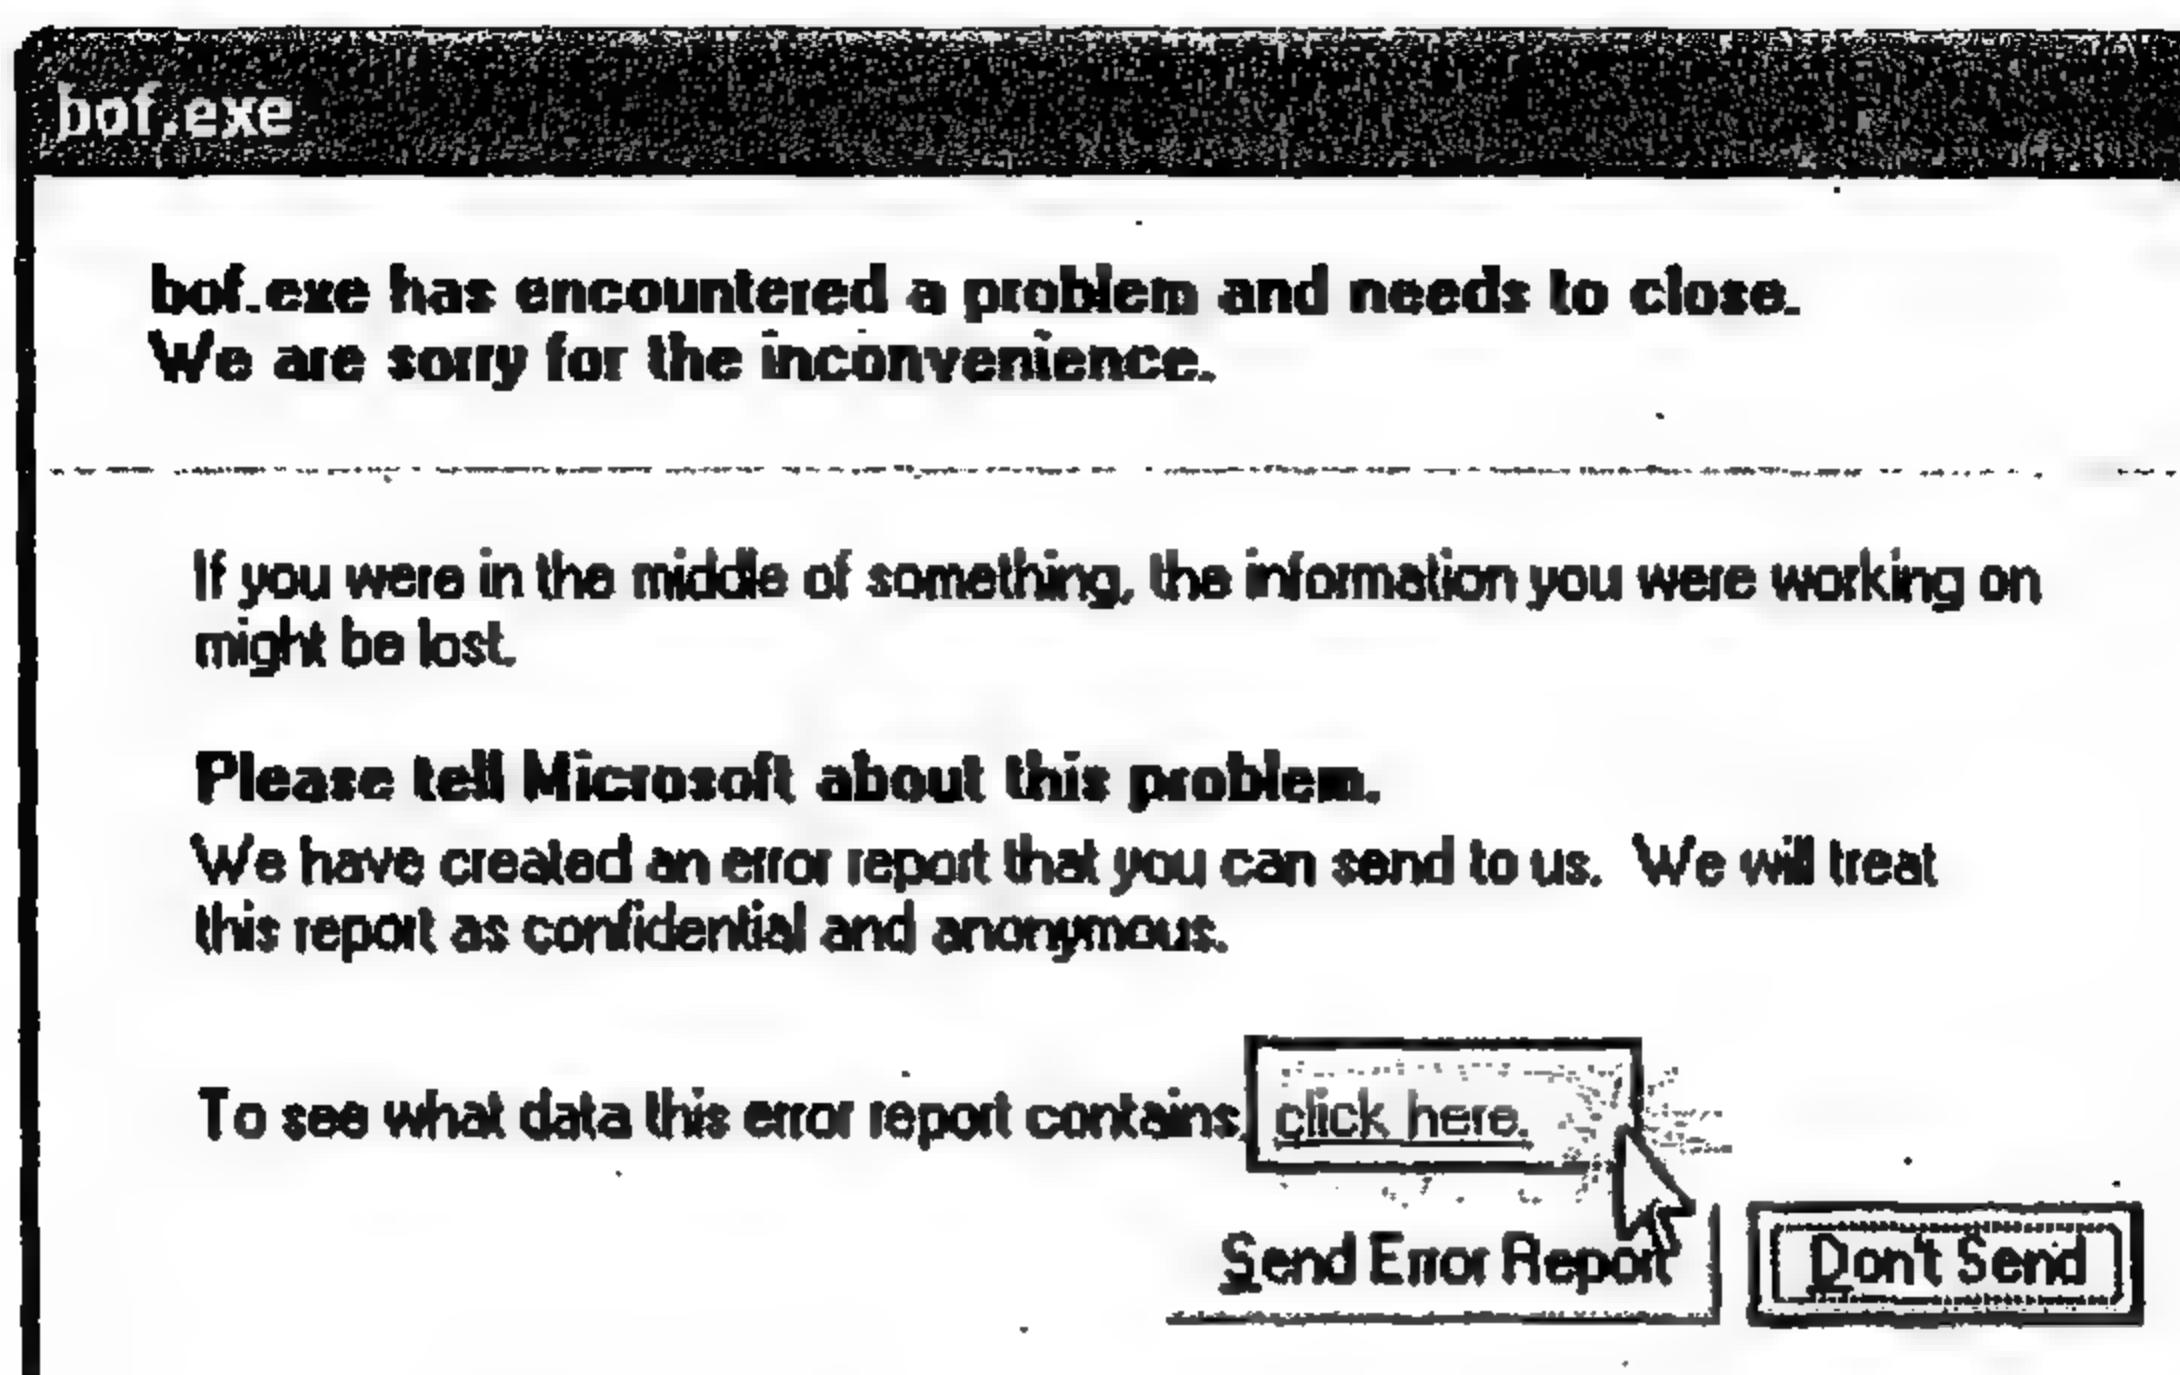 bof.exe
bof.exe has encountered a problem and needs to close.
We are sorry for the inconvenience.
If you were in the middle of something, the information you were working on
might be lost.
Please tell Microsoft about this problem.
We have created an error report that you can send to us. We will treat
this report as confidential and anonymous.
To see what data this error report contains, click here.
Send Error Report Don't Send